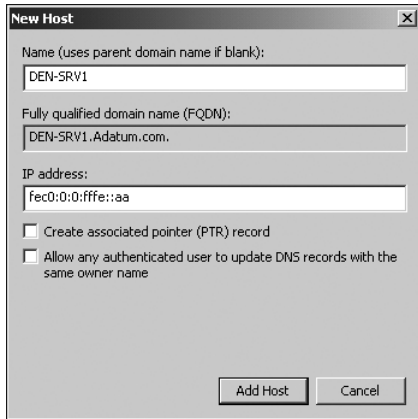 New Host
Name (uses parent domain name if blank):
DEN-SRV1
Fully qualified domain name (FQDN):
DEN-SRV1.Adatum.com.
IP address:
fec0:0:0:fffe::aa
Create associated pointer (PTR) record
Allow any authenticated user to update DNS records with the
same owner name
Add Host
Cancel